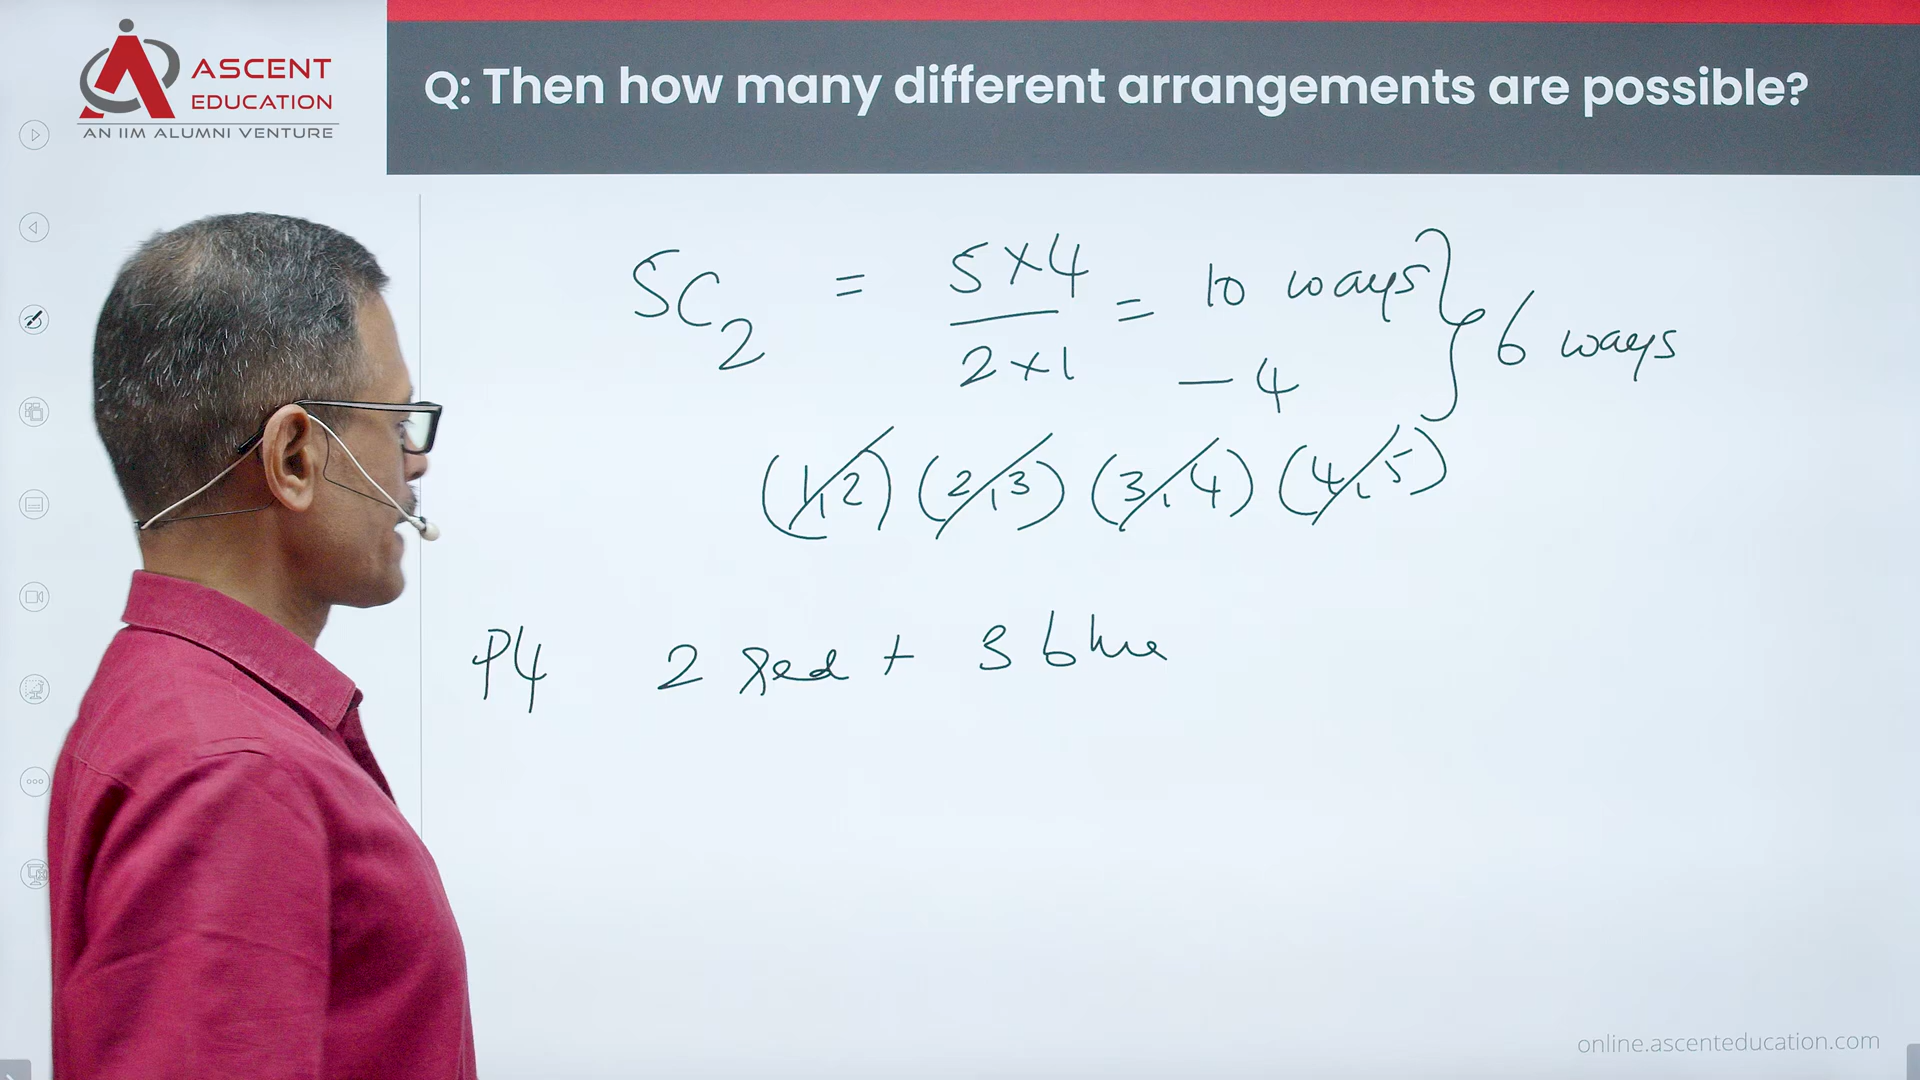 ASCENT
EDUCATION
AN IIM ALUMNI VENTURE
Q: Then how many different arrangements are possible?
5C2 = 5×4 / 2×1 = 10 ways
− 4
6 ways
(1,2) (2,3) (3,4) (4,5)
P4 2 red + 3 blue
online.ascenteducation.com